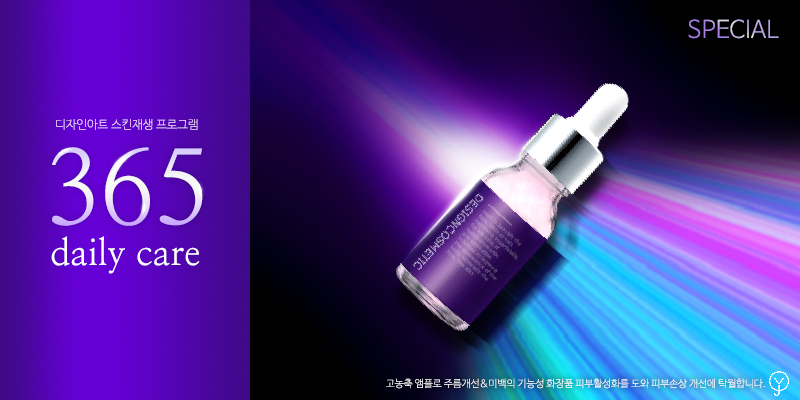 디자인아트 스킨재생 프로그램
365
daily care
SPECIAL
DESIGNCOSMETIC
고농축 앰플로 주름개선&미백의 기능성 화장품 피부활성화를 도와 피부손상 개선에 탁월합니다.